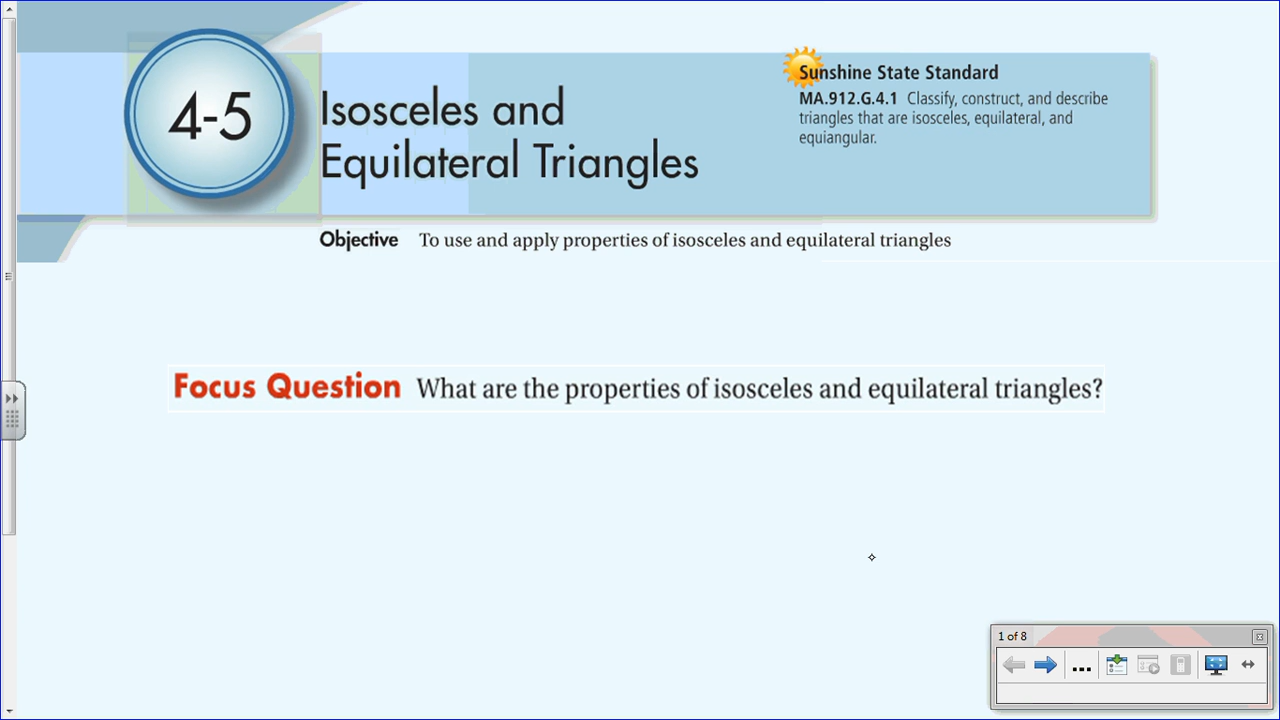 4-5
Isosceles and
Equilateral Triangles
Sunshine State Standard
MA.912.G.4.1 Classify, construct, and describe
triangles that are isosceles, equilateral, and
equiangular.
Objective To use and apply properties of isosceles and equilateral triangles
Focus Question What are the properties of isosceles and equilateral triangles?
1 of 8
...